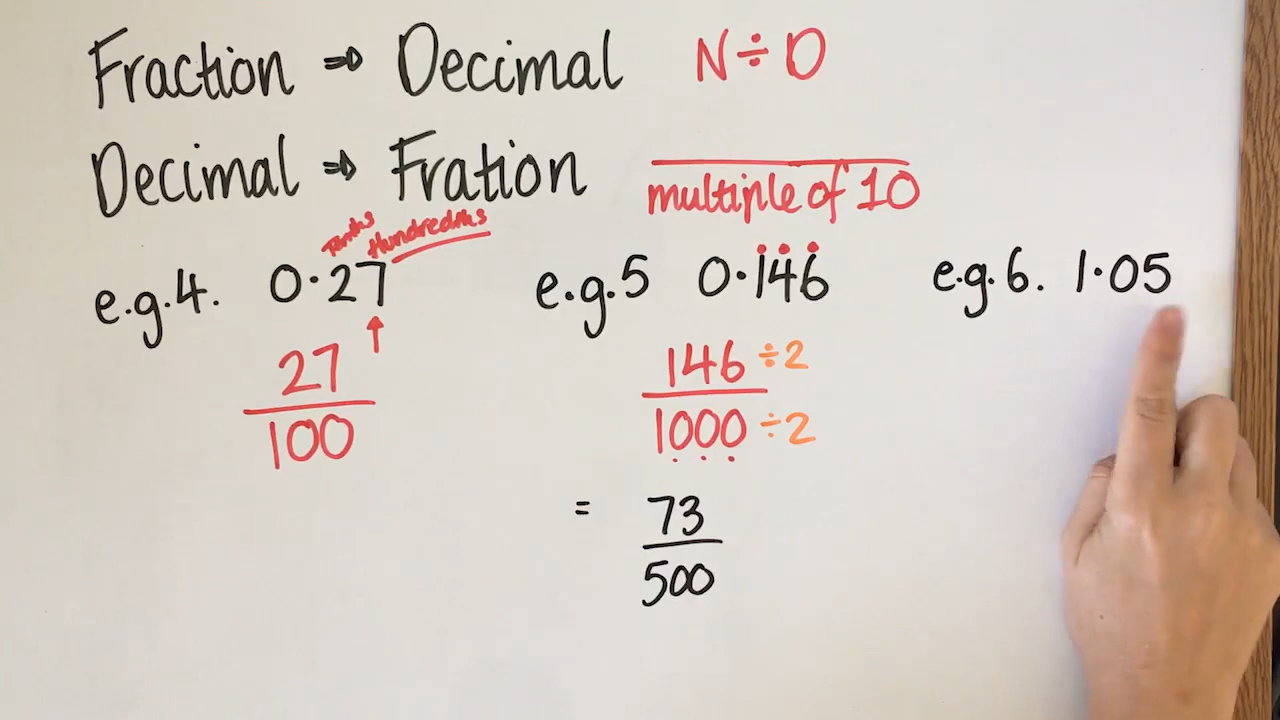 Fraction ⇒ Decimal N÷D
Decimal ⇒ Fration
multiple of 10
Tenths
Hundredths
e.g.4. 0·27
27
100
e.g.5 0·146
146 ÷2
1000 ÷2
= 73
500
e.g.6. 1·05